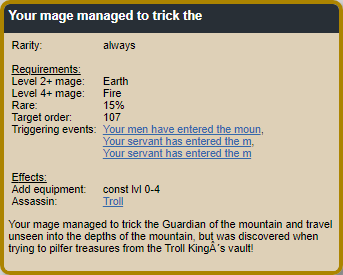 Your mage managed to trick the
Rarity: always
Requirements:
Level 2+ mage: Earth
Level 4+ mage: Fire
Rare: 15%
Target order: 107
Triggering events: Your men have entered the moun,
Your servant has entered the m,
Your servant has entered the m
Effects:
Add equipment: const lvl 0-4
Assassin: Troll
Your mage managed to trick the Guardian of the mountain and travel
unseen into the depths of the mountain, but was discovered when
trying to pilfer treasures from the Troll KingÂ´s vault!